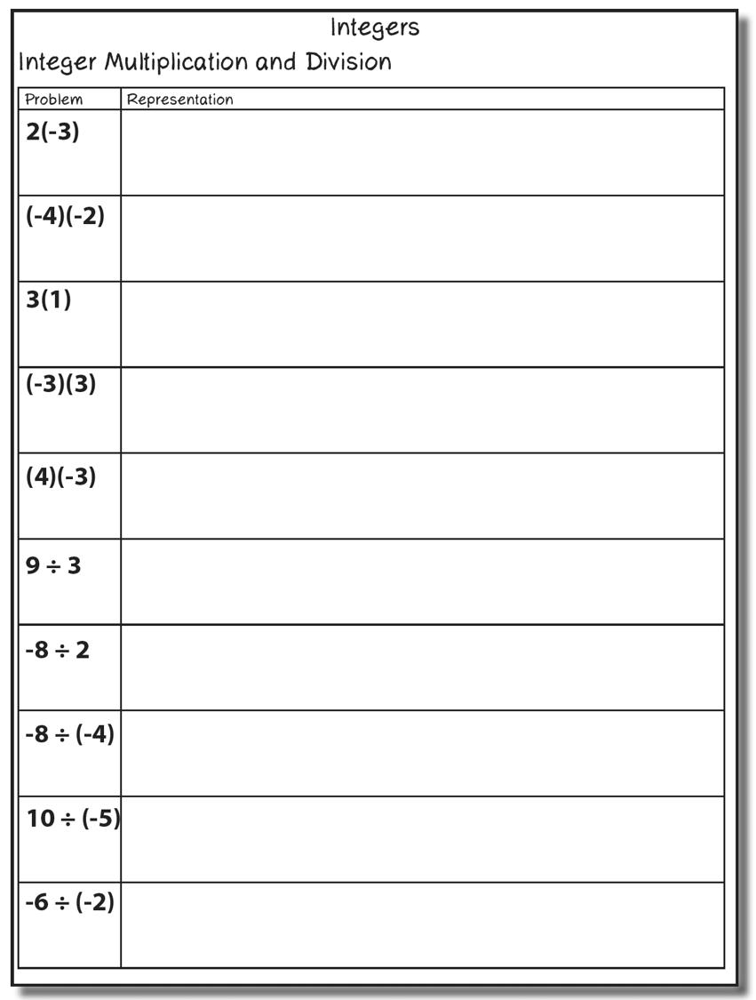 Integers
Integer Multiplication and Division
Problem Representation
2(-3)
(-4)(-2)
3(1)
(-3)(3)
(4)(-3)
9 ÷ 3
-8 ÷ 2
-8 ÷ (-4)
10 ÷ (-5)
-6 ÷ (-2)